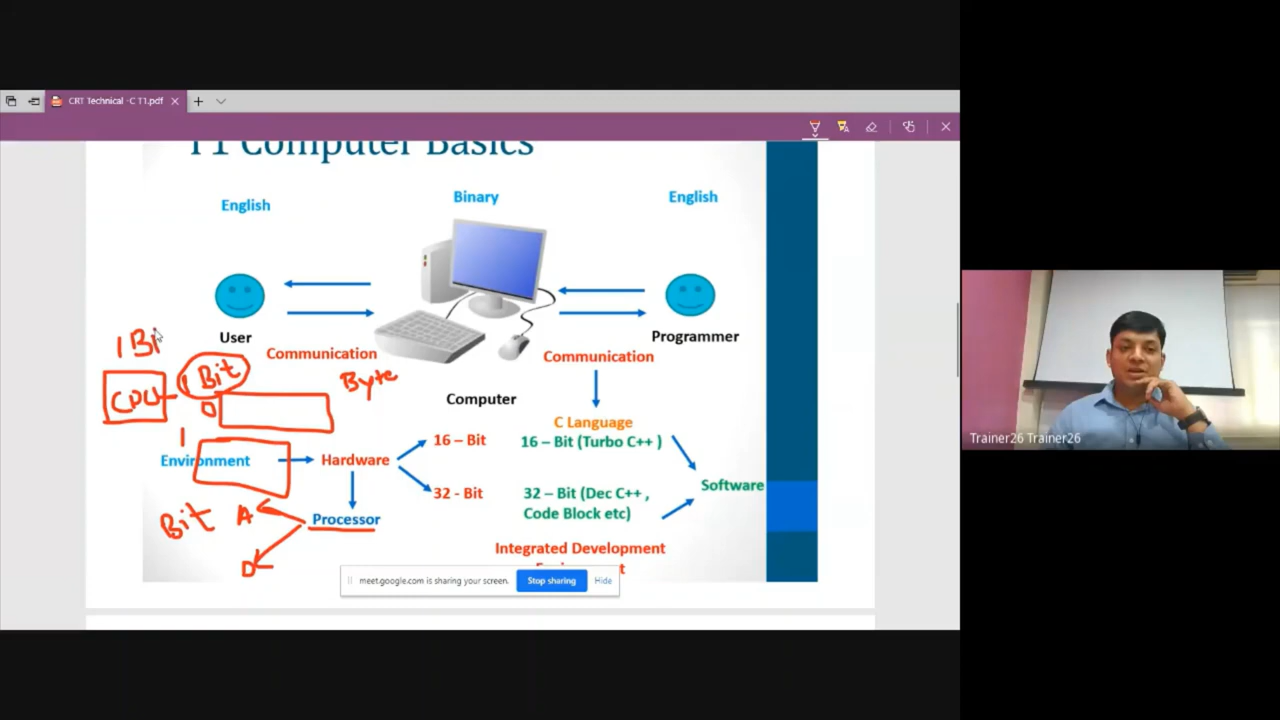 CRT Technical -C T1.pdf
T1 Computer Basics
English
Binary
English
User
Programmer
Communication
Communication
1 Bi
1 Bit
Byte
CPU
0
Computer
C Language
16 – Bit
16 – Bit (Turbo C++ )
1
Environment
Hardware
Software
32 - Bit
32 – Bit (Dec C++ ,
Code Block etc)
Bit
A
Processor
D
Integrated Development
meet.google.com is sharing your screen.
Stop sharing
Hide
Trainer26 Trainer26